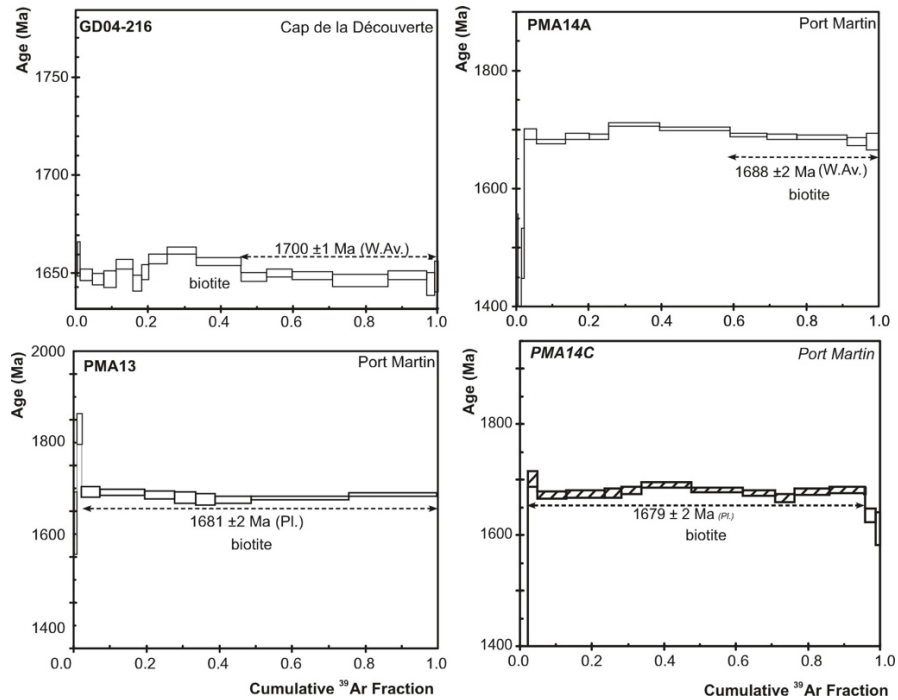 GD04-216
Cap de la Découverte
Age (Ma)
1750
1700
1650
1700 ±1 Ma (W.Av.)
biotite
0.0 0.2 0.4 0.6 0.8 1.0
PMA14A
Port Martin
Age (Ma)
1800
1600
1400
1688 ±2 Ma (W.Av.)
biotite
0.0 0.2 0.4 0.6 0.8 1.0
PMA13
Port Martin
Age (Ma)
2000
1800
1600
1400
1681 ±2 Ma (Pl.)
biotite
0.0 0.2 0.4 0.6 0.8 1.0
Cumulative ³⁹Ar Fraction
PMA14C
Port Martin
Age (Ma)
1800
1600
1400
1679 ± 2 Ma (Pl.)
biotite
0.0 0.2 0.4 0.6 0.8 1.0
Cumulative ³⁹Ar Fraction